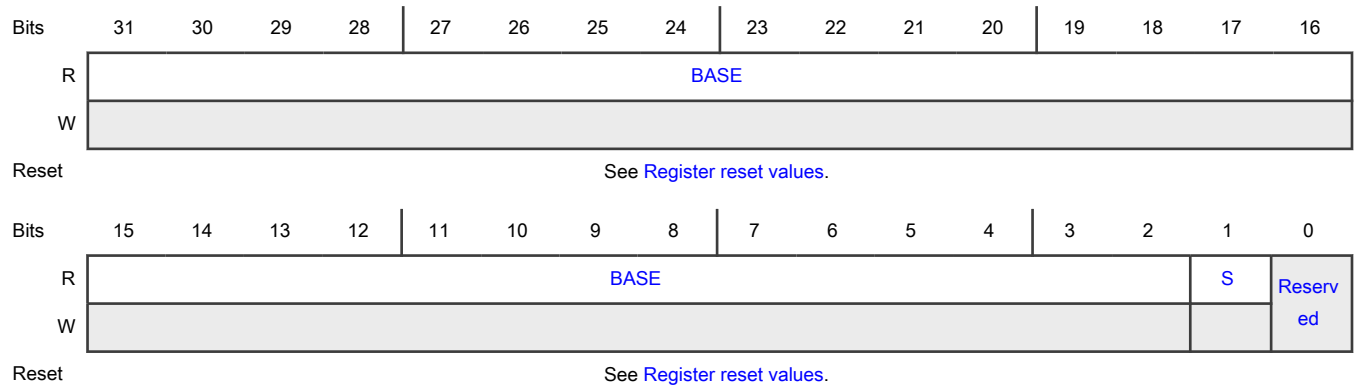 Bits 31 30 29 28 27 26 25 24 23 22 21 20 19 18 17 16
R BASE
W
Reset See Register reset values.
Bits 15 14 13 12 11 10 9 8 7 6 5 4 3 2 1 0
R BASE S Reserv
W ed
Reset See Register reset values.